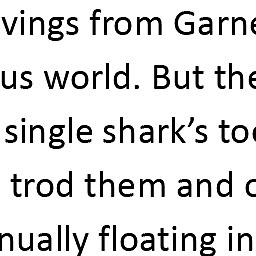 vings from Garne
us world. But the
single shark’s too
trod them and c
nually floating in